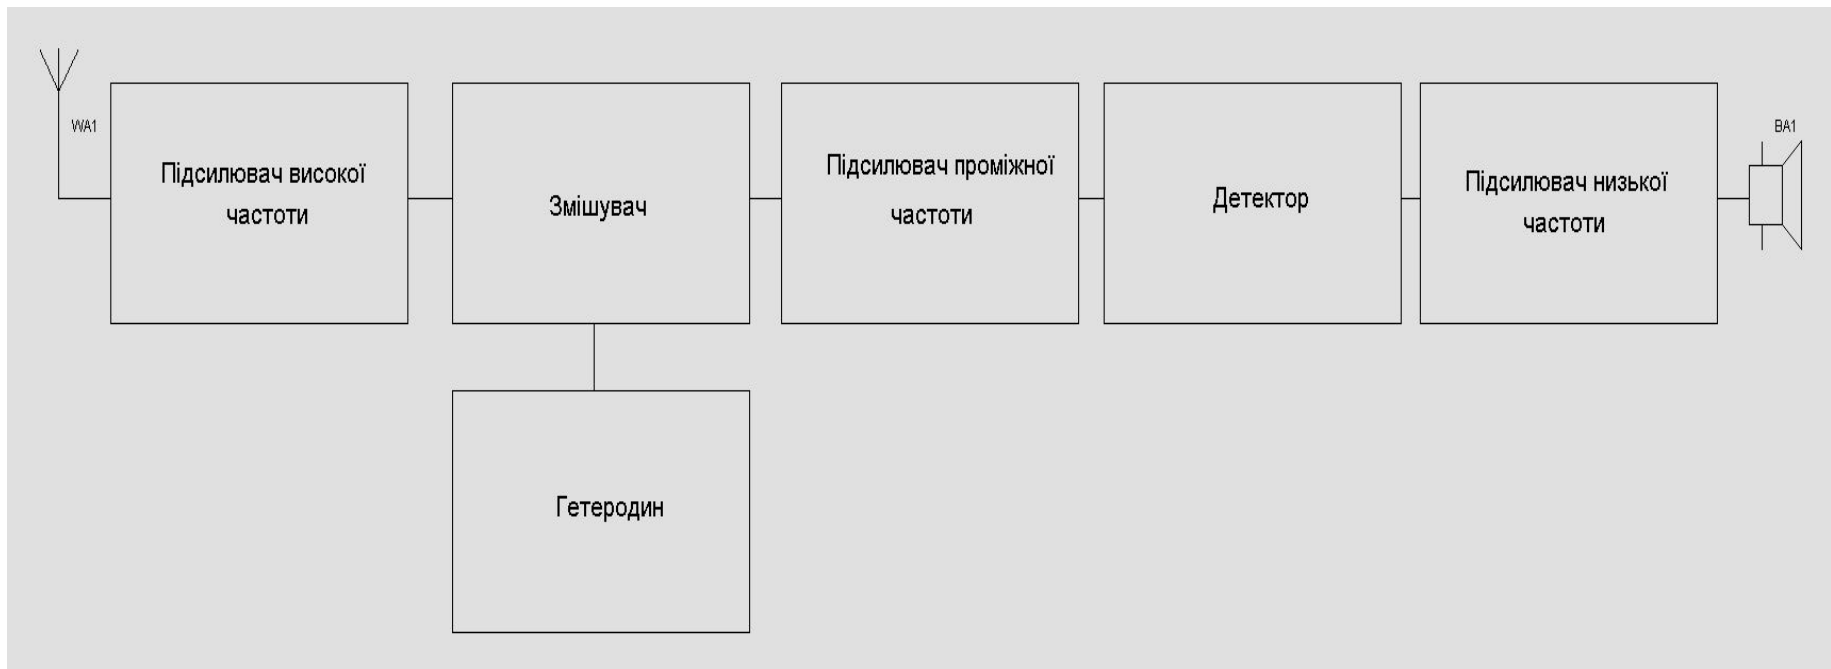 WA1
Підсилювач високої
частоти
Змішувач
Підсилювач проміжної
частоти
Детектор
Підсилювач низької
частоти
BA1
Гетеродин